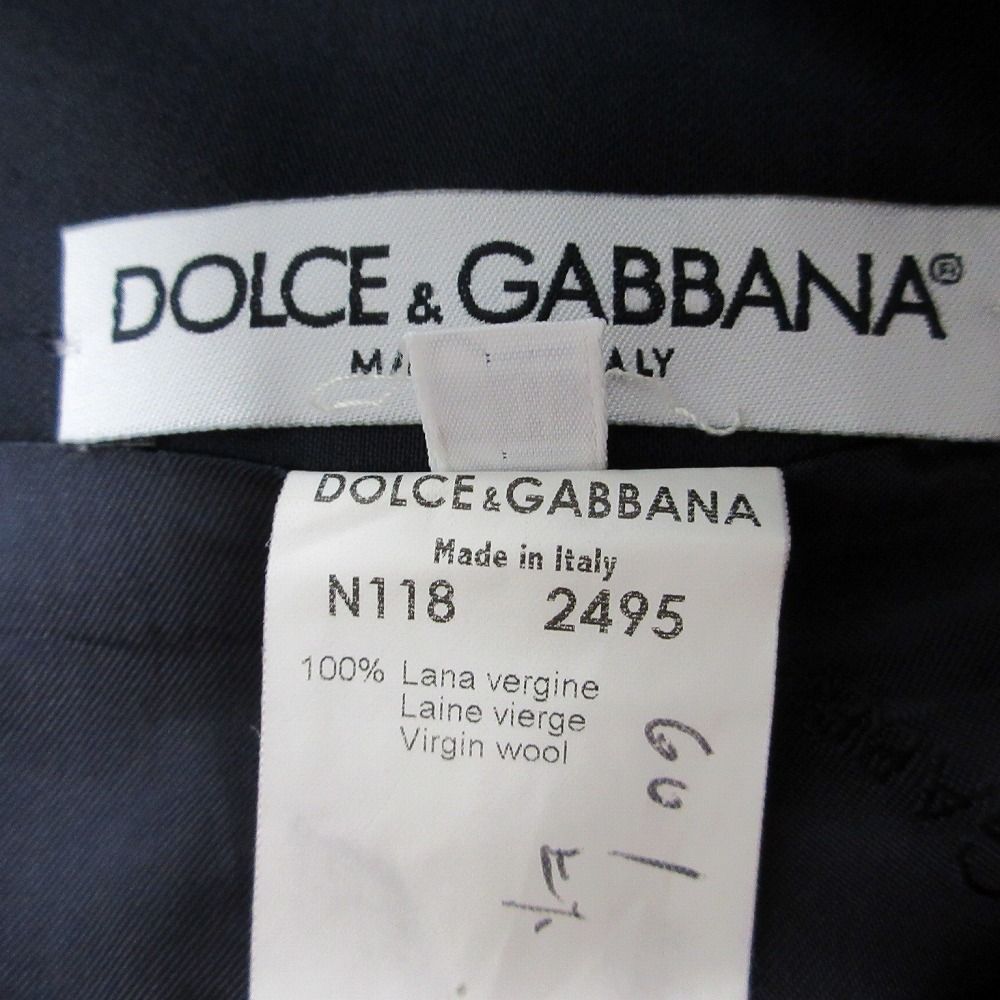 DOLCE & GABBANA®
MA ALY
DOLCE & GABBANA
Made in Italy
N118 2495
100% Lana vergine
Laine vierge
Virgin wool